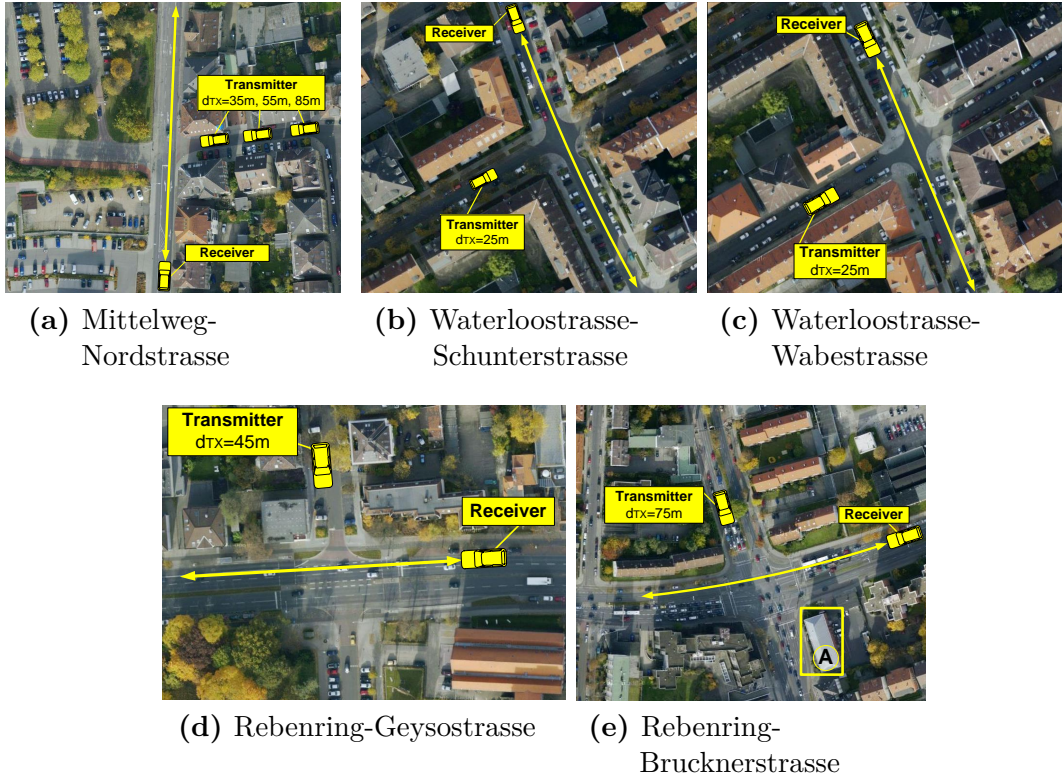 Transmitter
dTX=35m, 55m, 85m
Receiver
(a) Mittelweg-
Nordstrasse
Receiver
Transmitter
dTX=25m
(b) Waterloostrasse-
Schunterstrasse
Receiver
Transmitter
dTX=25m
(c) Waterloostrasse-
Wabestrasse
Transmitter
dTX=45m
Receiver
(d) Rebenring-Geysostrasse
Transmitter
dTX=75m
Receiver
A
(e) Rebenring-
Brucknerstrasse